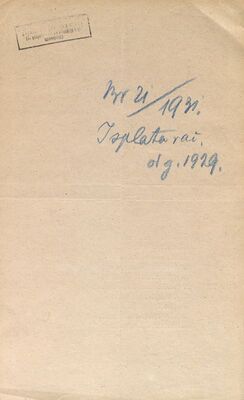 Br 21/1931.
Isplata rač.
od g. 1929.